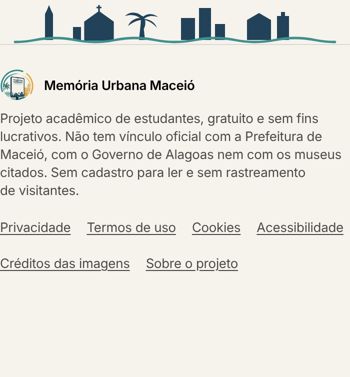 Memória Urbana Maceió
Projeto acadêmico de estudantes, gratuito e sem fins
lucrativos. Não tem vínculo oficial com a Prefeitura de
Maceió, com o Governo de Alagoas nem com os museus
citados. Sem cadastro para ler e sem rastreamento
de visitantes.
Privacidade Termos de uso Cookies Acessibilidade
Créditos das imagens Sobre o projeto